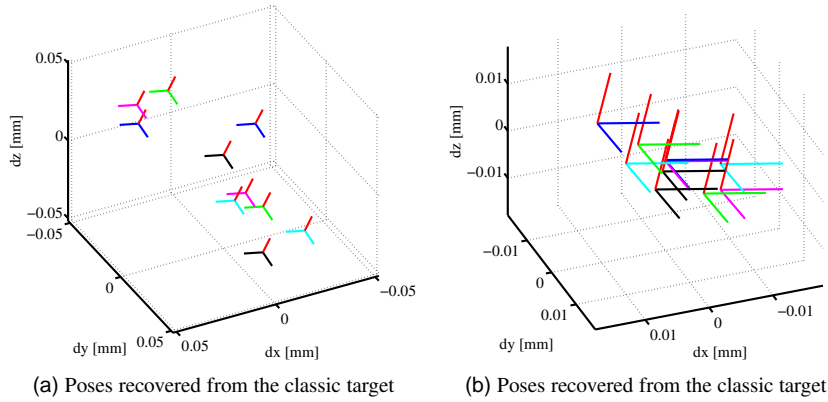 0.05
0
−0.05
−0.05
0
0.05
0.05
0
−0.05
dz [mm]
dy [mm]
dx [mm]
(a) Poses recovered from the classic target
0.01
0
−0.01
−0.01
0
0.01
0.01
0
−0.01
dz [mm]
dy [mm]
dx [mm]
(b) Poses recovered from the classic target